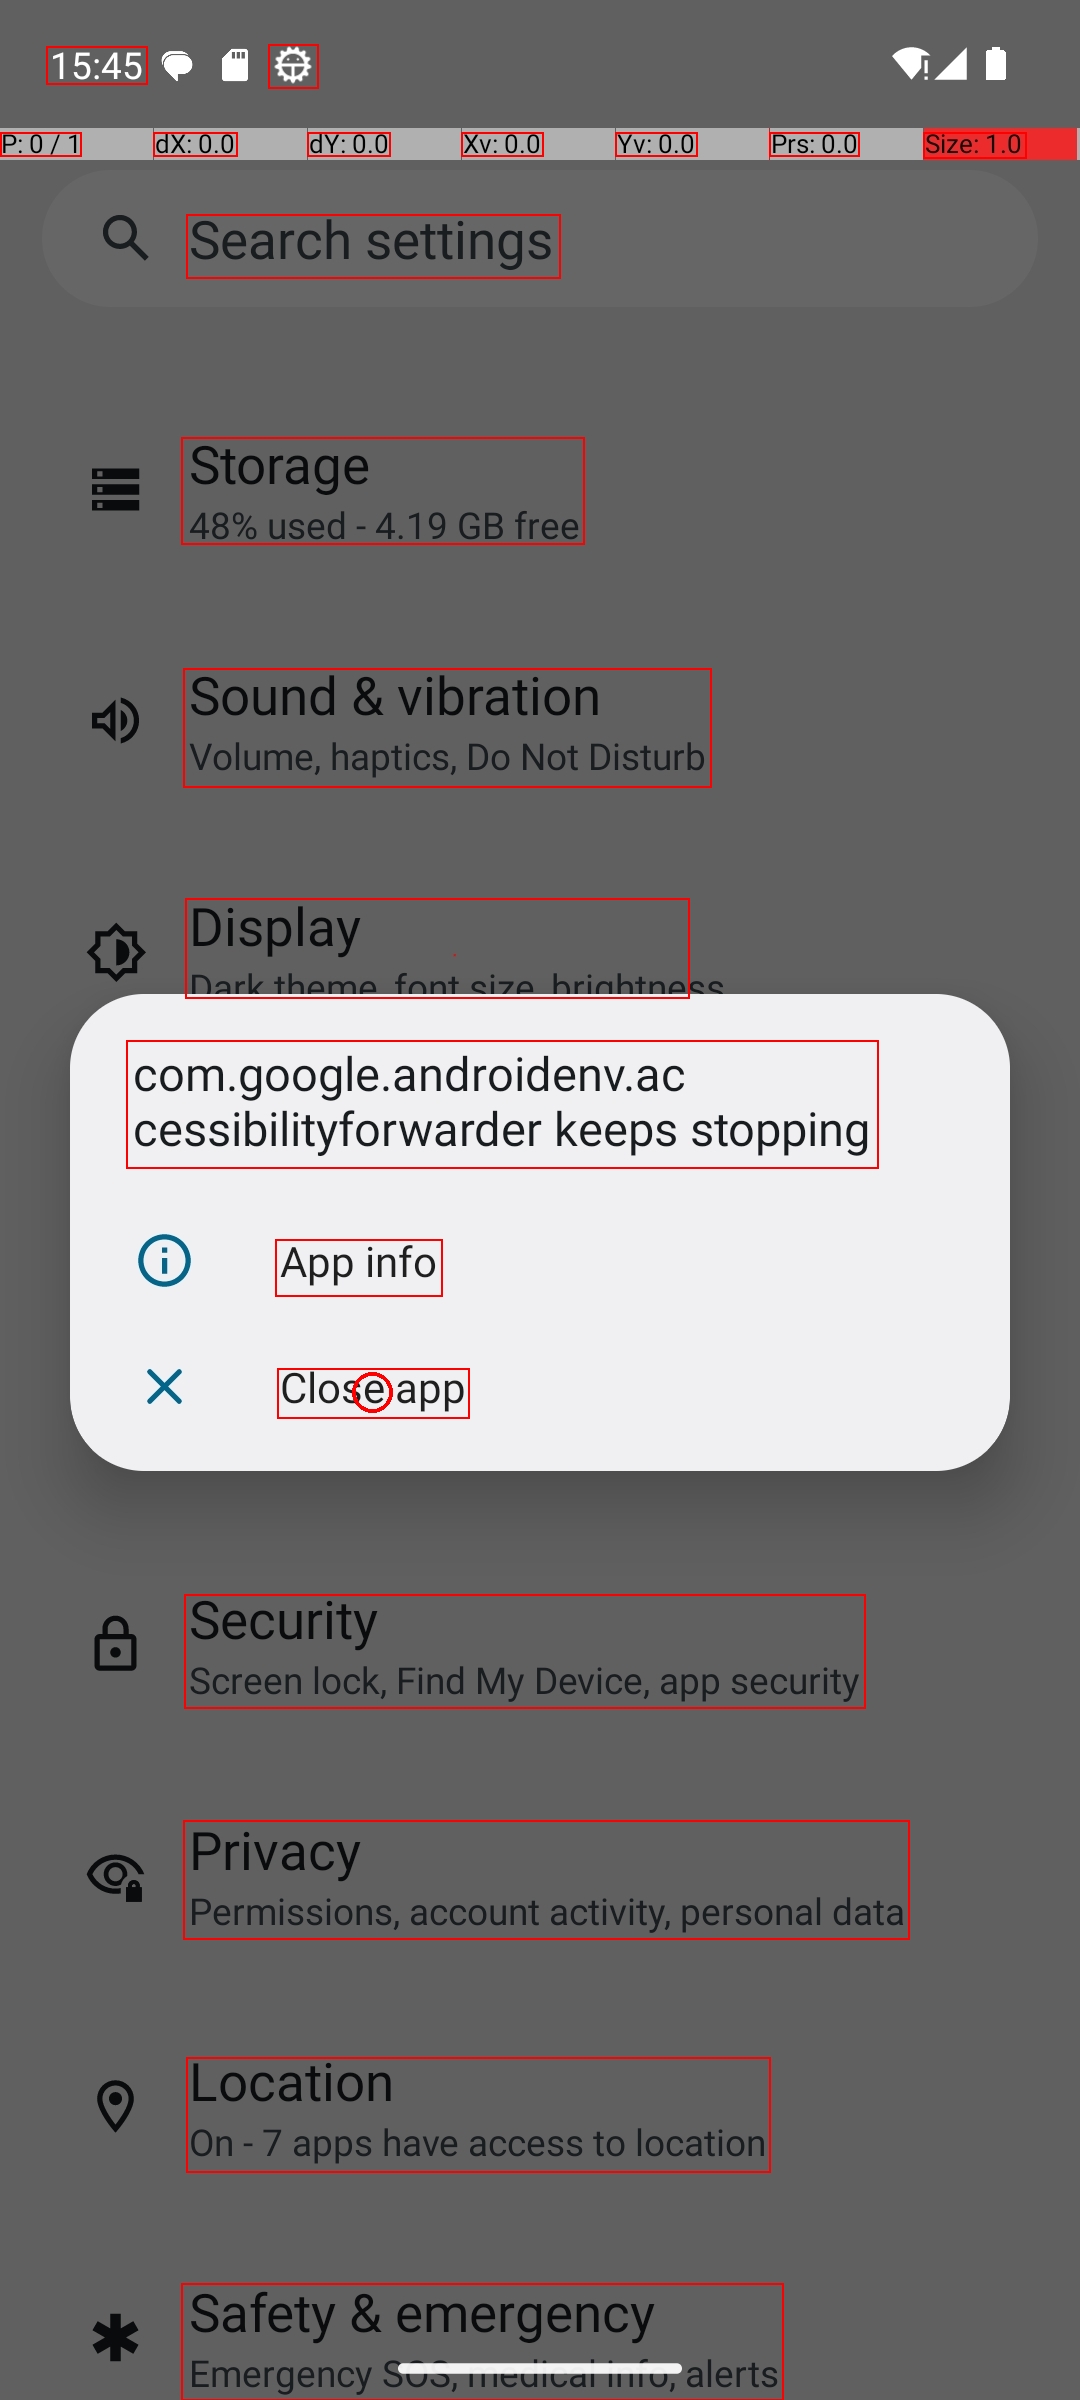 15:45
P: 0 / 1 dX: 0.0 dY: 0.0 Xv: 0.0 Yv: 0.0 Prs: 0.0 Size: 1.0
Search settings
Storage
48% used - 4.19 GB free
Sound & vibration
Volume, haptics, Do Not Disturb
Display
Dark theme, font size, brightness
com.google.androidenv.ac
cessibilityforwarder keeps stopping
App info
Close app
Security
Screen lock, Find My Device, app security
Privacy
Permissions, account activity, personal data
Location
On - 7 apps have access to location
Safety & emergency
Emergency SOS, medical info, alerts